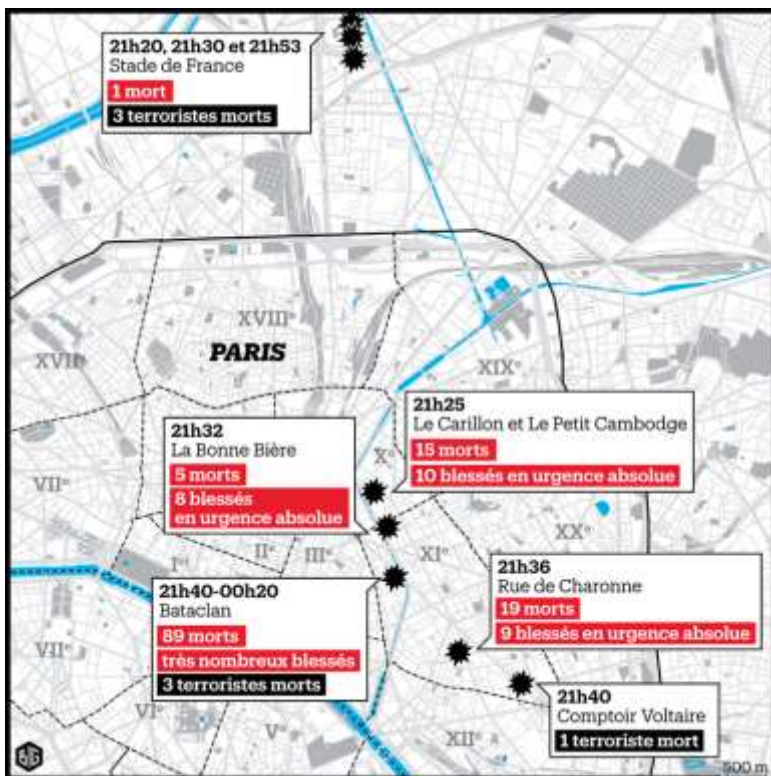 21h20, 21h30 et 21h53
Stade de France
1 mort
3 terroristes morts
XVIIIᵉ
PARIS
XVIIᵉ
XIXᵉ
21h25
Le Carillon et Le Petit Cambodge
15 morts
10 blessés en urgence absolue
21h32
La Bonne Bière
5 morts
8 blessés
en urgence absolue
Xᵉ
VIIᵉ
XXᵉ
Iᵉʳ
IIᵉ
IIIᵉ
XIᵉ
21h36
Rue de Charonne
19 morts
9 blessés en urgence absolue
21h40-00h20
Bataclan
89 morts
très nombreux blessés
3 terroristes morts
VIIᵉ
21h40
Comptoir Voltaire
1 terroriste mort
VIᵉ
Vᵉ
XIIᵉ
500 m